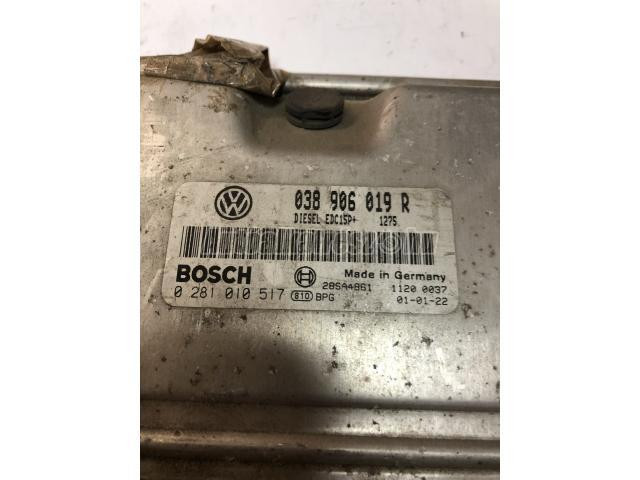 038 906 019 R
DIESEL EDC15P+ 1275
BOSCH Made in Germany
28SA4861 1120 0037
0 281 010 517 810 BPG 01-01-22